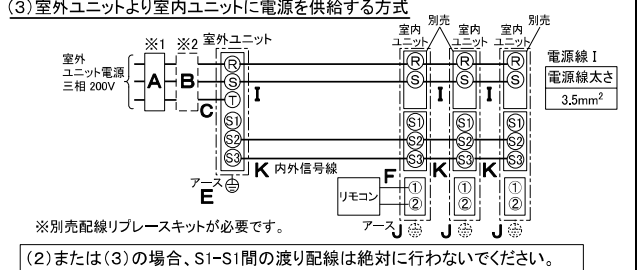 (3)室外ユニットより室内ユニットに電源を供給する方式
※1 ※2 室外ユニット
室外
ユニット電源
三相 200V
A
B
C
R
S
T
S1
S2
S3
I
K 内外信号線
アース
E
F
リモコン
別売
別売
室内
ユニット
R
S
S1
S2
S3
①
②
アース J
I
K
室内
ユニット
R
S
S1
S2
S3
①
②
J
I
K
室内
ユニット
R
S
S1
S2
S3
①
②
J
電源線 I
電源線太さ
3.5mm²
※別売配線リプレースキットが必要です。
(2)または(3)の場合、S1-S1間の渡り配線は絶対に行わないでください。